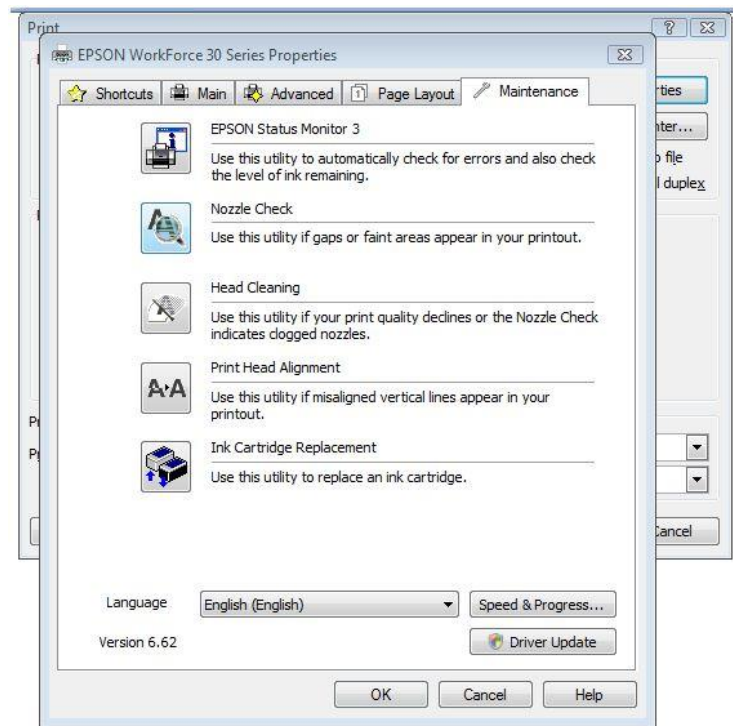 Print
EPSON WorkForce 30 Series Properties
Shortcuts Main Advanced Page Layout Maintenance
rties
EPSON Status Monitor 3
nter...
Use this utility to automatically check for errors and also check
the level of ink remaining.
o file
l duplex
Nozzle Check
Use this utility if gaps or faint areas appear in your printout.
Head Cleaning
Use this utility if your print quality declines or the Nozzle Check
indicates clogged nozzles.
Print Head Alignment
A·A
Use this utility if misaligned vertical lines appear in your
printout.
Ink Cartridge Replacement
Use this utility to replace an ink cartridge.
Cancel
Language English (English) Speed & Progress...
Version 6.62 Driver Update
OK Cancel Help